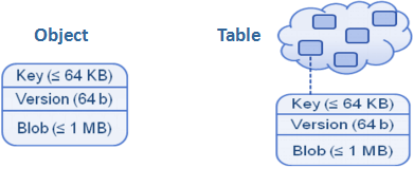 Object
Table
Key (≤ 64 KB)
Version (64 b)
Blob (≤ 1 MB)
Key (≤ 64 KB)
Version (64 b)
Blob (≤ 1 MB)